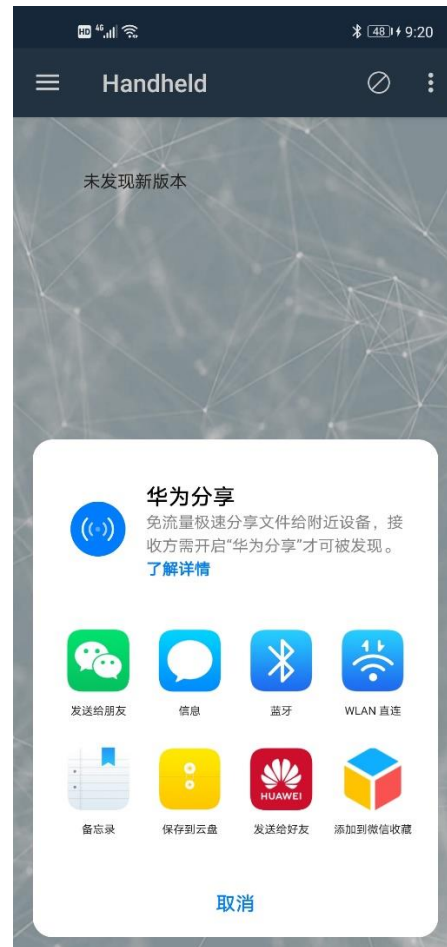 HD 46 48 9:20
Handheld
未发现新版本
华为分享
免流量极速分享文件给附近设备，接
收方需开启“华为分享”才可被发现。
了解详情
发送给朋友 信息 蓝牙 WLAN 直连
HUAWEI
备忘录 保存到云盘 发送给好友 添加到微信收藏
取消